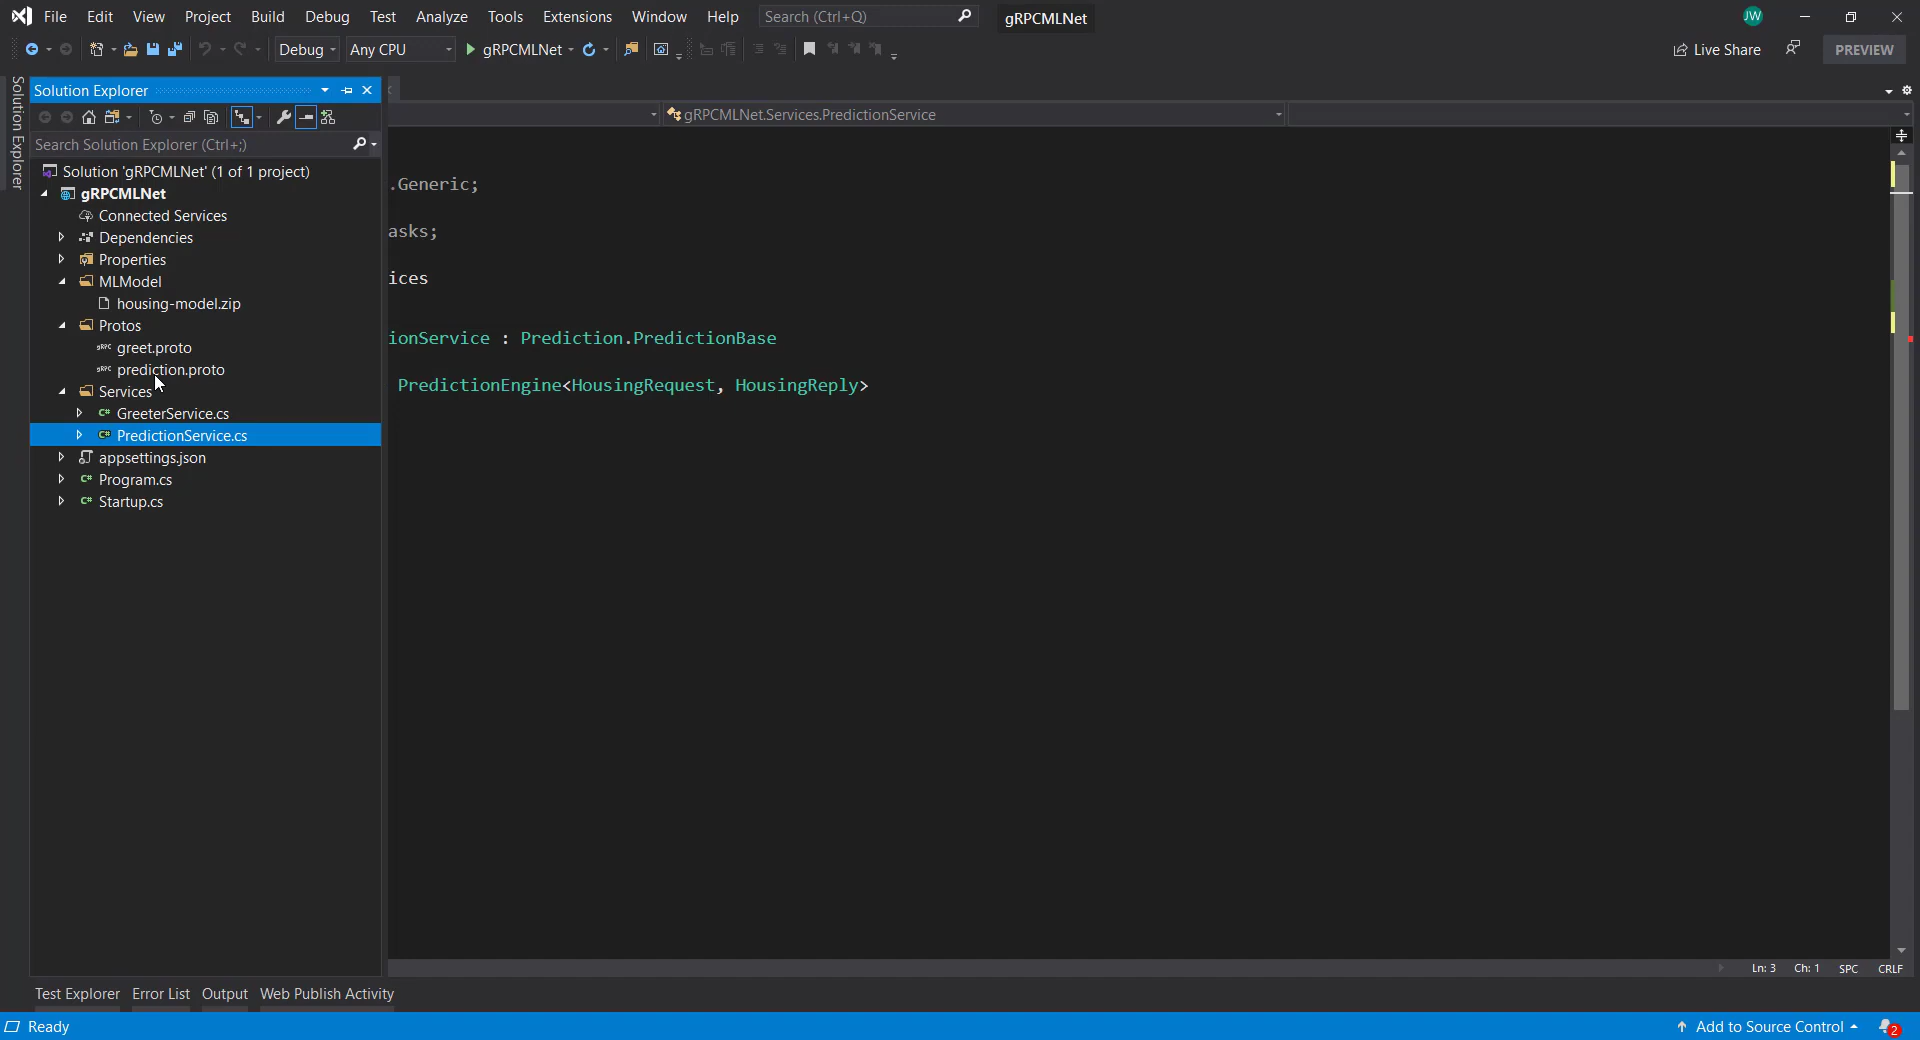 File Edit View Project Build Debug Test Analyze Tools Extensions Window Help Search (Ctrl+Q) gRPCMLNet JW
Debug Any CPU gRPCMLNet Live Share PREVIEW
Solution Explorer
Solution Explorer
gRPCMLNet.Services.PredictionService
Search Solution Explorer (Ctrl+;)
Solution 'gRPCMLNet' (1 of 1 project)
gRPCMLNet
Connected Services
Dependencies
Properties
MLModel
housing-model.zip
Protos
greet.proto
prediction.proto
Services
GreeterService.cs
PredictionService.cs
appsettings.json
Program.cs
Startup.cs
.Generic;
asks;
ices
ionService : Prediction.PredictionBase
PredictionEngine<HousingRequest, HousingReply>
Ln: 3 Ch: 1 SPC CRLF
Test Explorer Error List Output Web Publish Activity
Ready Add to Source Control 2